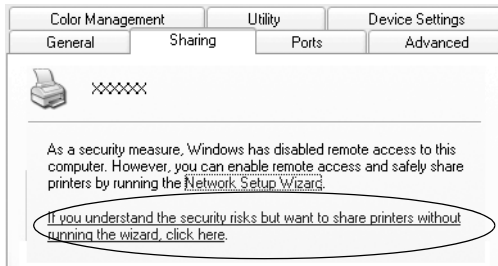 Color Management Utility Device Settings
General Sharing Ports Advanced
XXXXXX
As a security measure, Windows has disabled remote access to this
computer. However, you can enable remote access and safely share
printers by running the Network Setup Wizard.
If you understand the security risks but want to share printers without
running the wizard, click here.